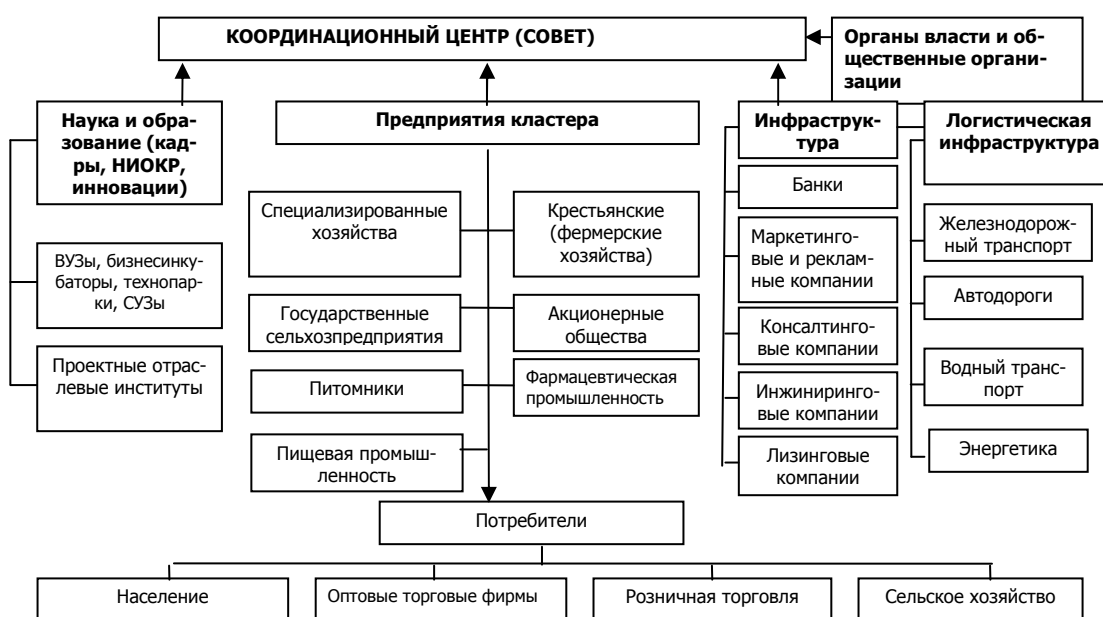 КООРДИНАЦИОННЫЙ ЦЕНТР (СОВЕТ)
Органы власти и об-
щественные органи-
зации
Наука и обра-
зование (кад-
ры, НИОКР,
инновации)
ВУЗы, бизнесинку-
баторы, технопар-
ки, СУЗы
Проектные отрас-
левые институты
Предприятия кластера
Специализированные
хозяйства
Крестьянские
(фермерские
хозяйства)
Государственные
сельхозпредприятия
Акционерные
общества
Питомники
Фармацевтическая
промышленность
Пищевая промыш-
ленность
Инфраструк-
тура
Банки
Маркетинго-
вые и реклам-
ные компании
Консалтинго-
вые компании
Инжиниринго-
вые компании
Лизинговые
компании
Логистическая
инфраструктура
Железнодорож-
ный транспорт
Автодороги
Водный транс-
порт
Энергетика
Потребители
Население
Оптовые торговые фирмы
Розничная торговля
Сельское хозяйство